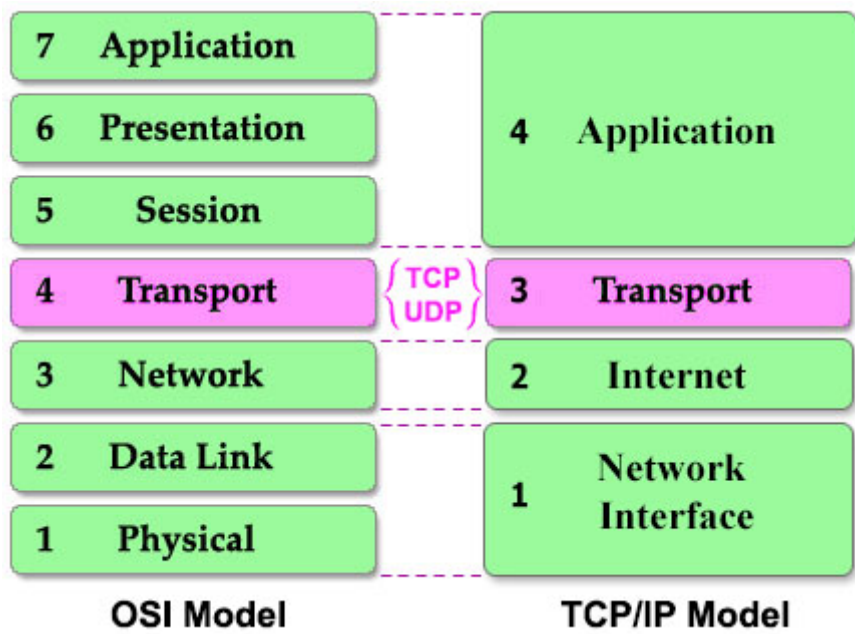 7 Application
6 Presentation
5 Session
4 Transport
3 Network
2 Data Link
1 Physical
OSI Model
TCP
UDP
4 Application
3 Transport
2 Internet
1 Network
Interface
TCP/IP Model